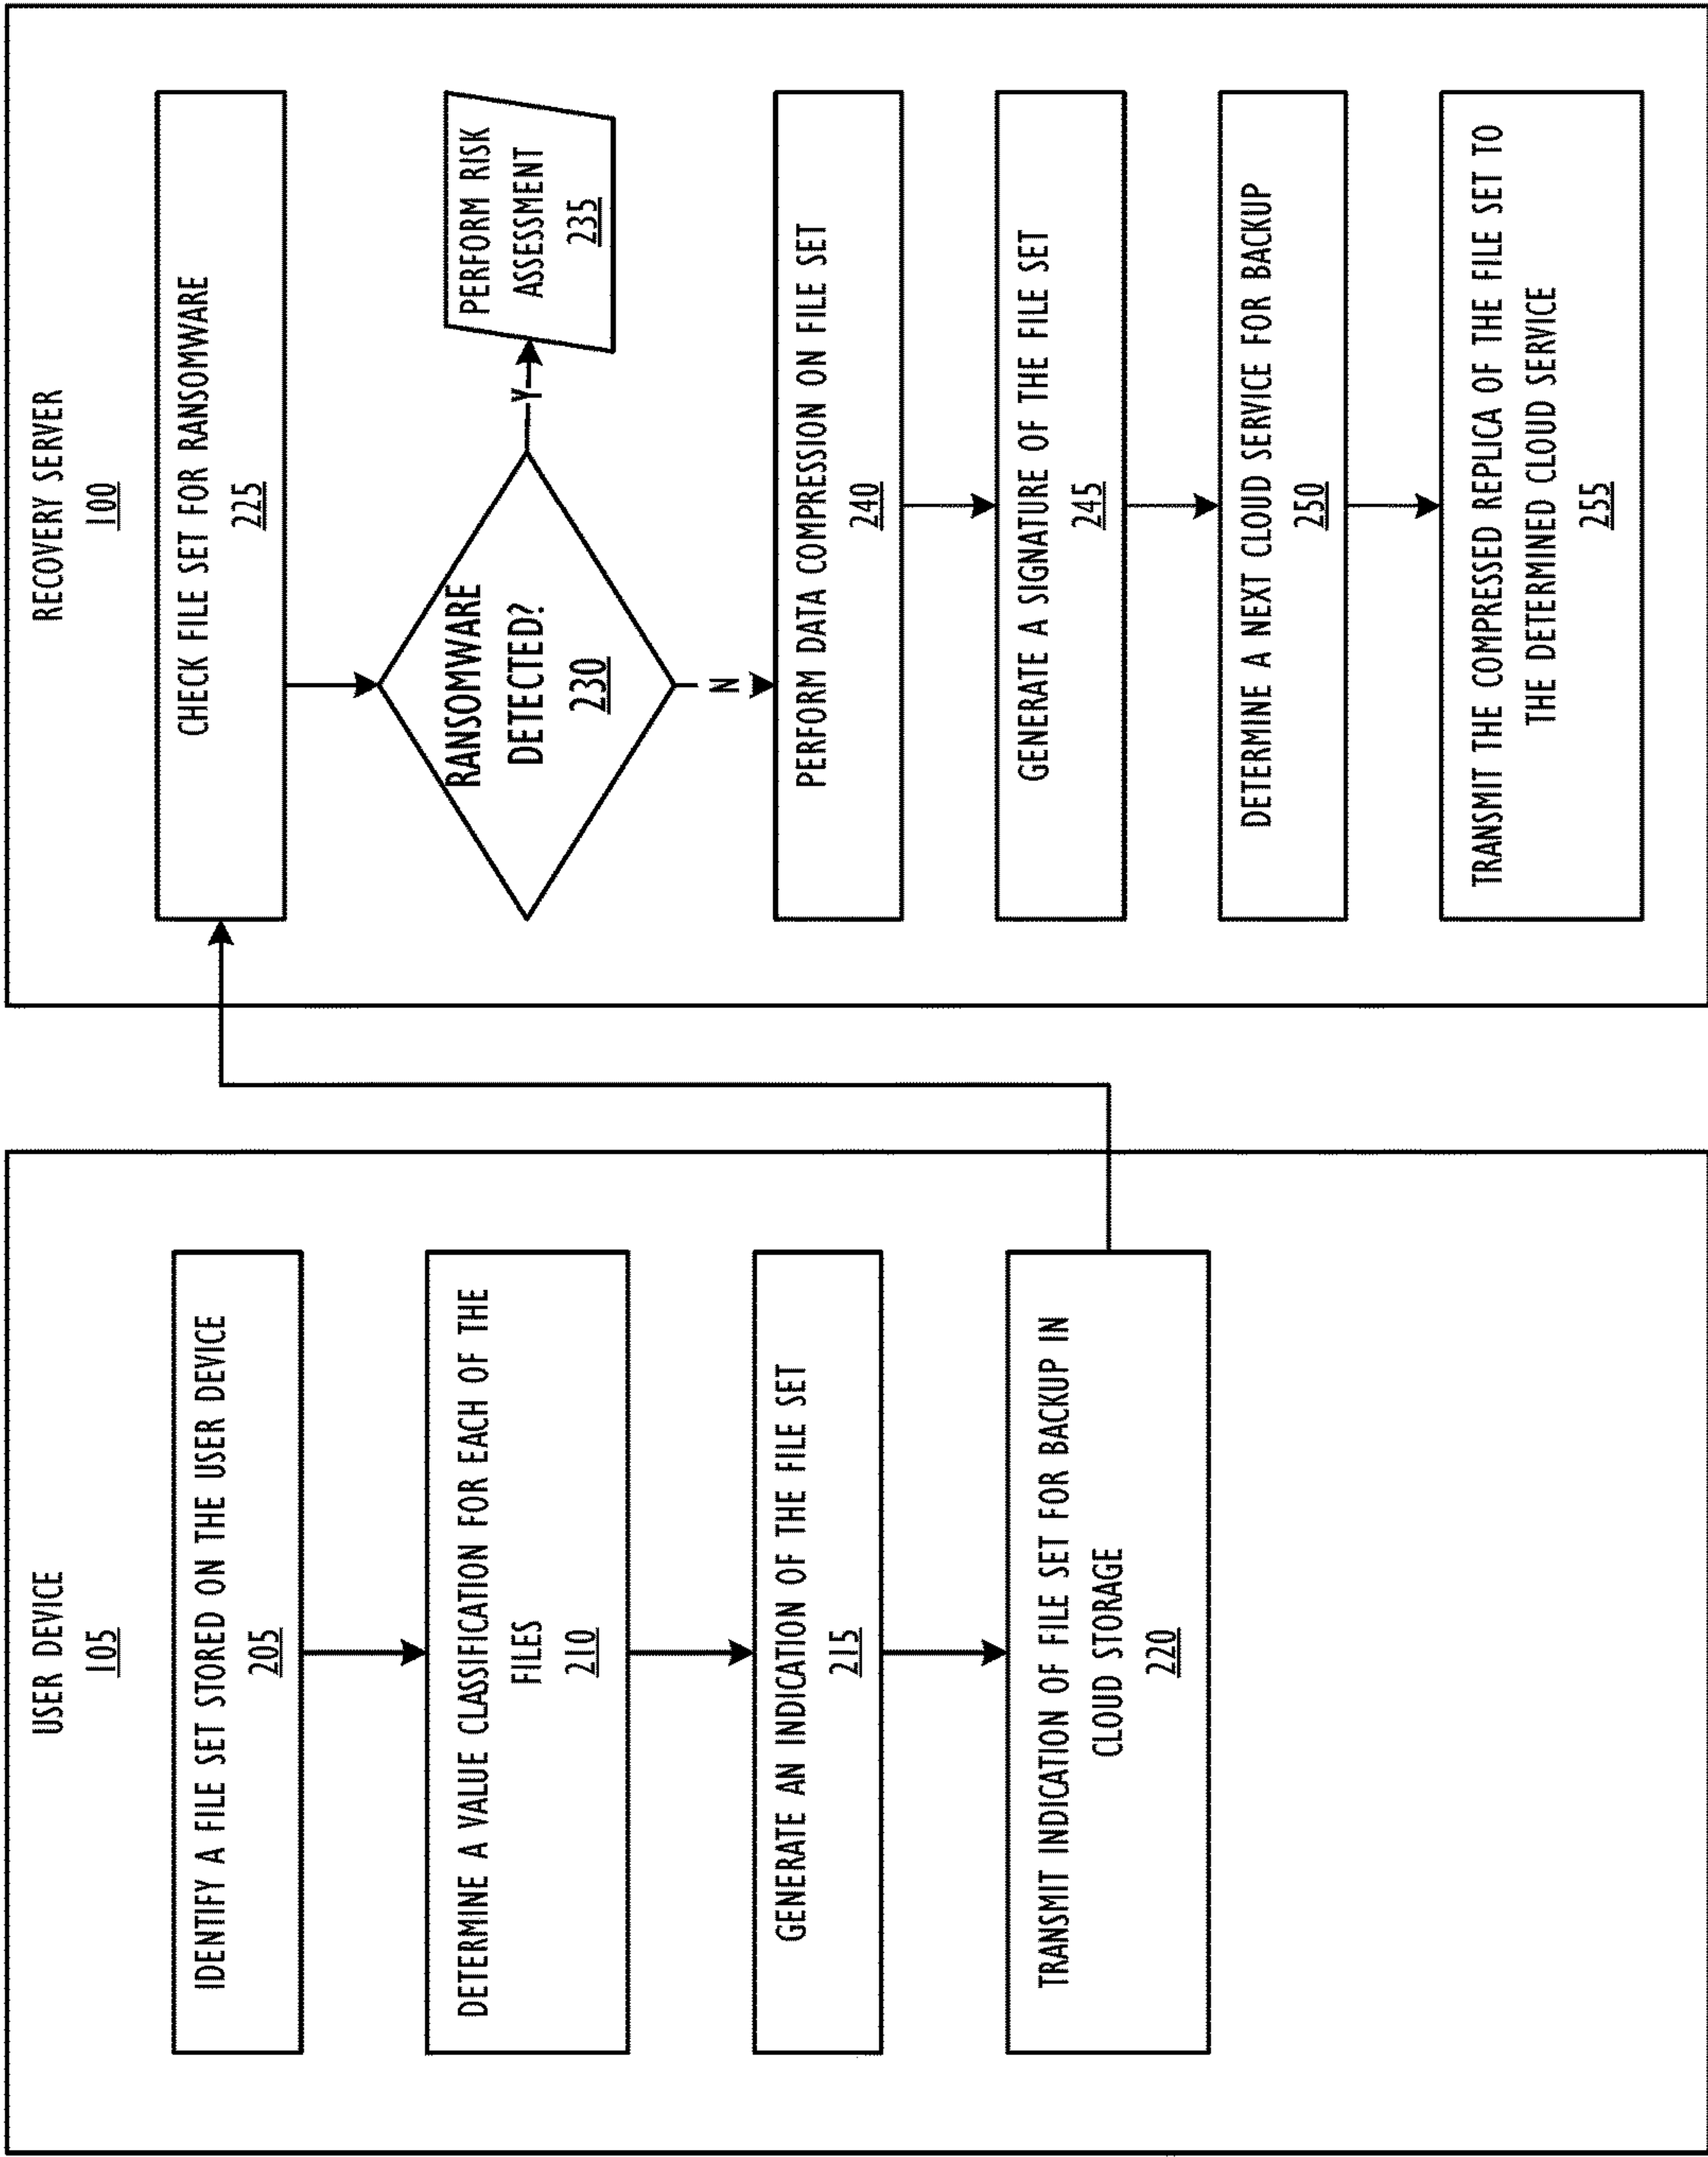 USER DEVICE
105
IDENTIFY A FILE SET STORED ON THE USER DEVICE
205
DETERMINE A VALUE CLASSIFICATION FOR EACH OF THE
FILES
210
GENERATE AN INDICATION OF THE FILE SET
215
TRANSMIT INDICATION OF FILE SET FOR BACKUP IN
CLOUD STORAGE
220
RECOVERY SERVER
100
CHECK FILE SET FOR RANSOMWARE
225
RANSOMWARE
DETECTED?
230
Y
PERFORM RISK
ASSESSMENT
235
N
PERFORM DATA COMPRESSION ON FILE SET
240
GENERATE A SIGNATURE OF THE FILE SET
245
DETERMINE A NEXT CLOUD SERVICE FOR BACKUP
250
TRANSMIT THE COMPRESSED REPLICA OF THE FILE SET TO
THE DETERMINED CLOUD SERVICE
255